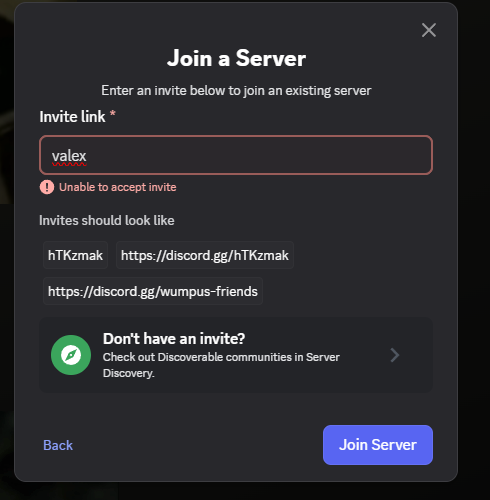 Join a Server
Enter an invite below to join an existing server
Invite link *
valex
Unable to accept invite
Invites should look like
hTKzmak https://discord.gg/hTKzmak
https://discord.gg/wumpus-friends
Don't have an invite?
Check out Discoverable communities in Server
Discovery.
Back Join Server